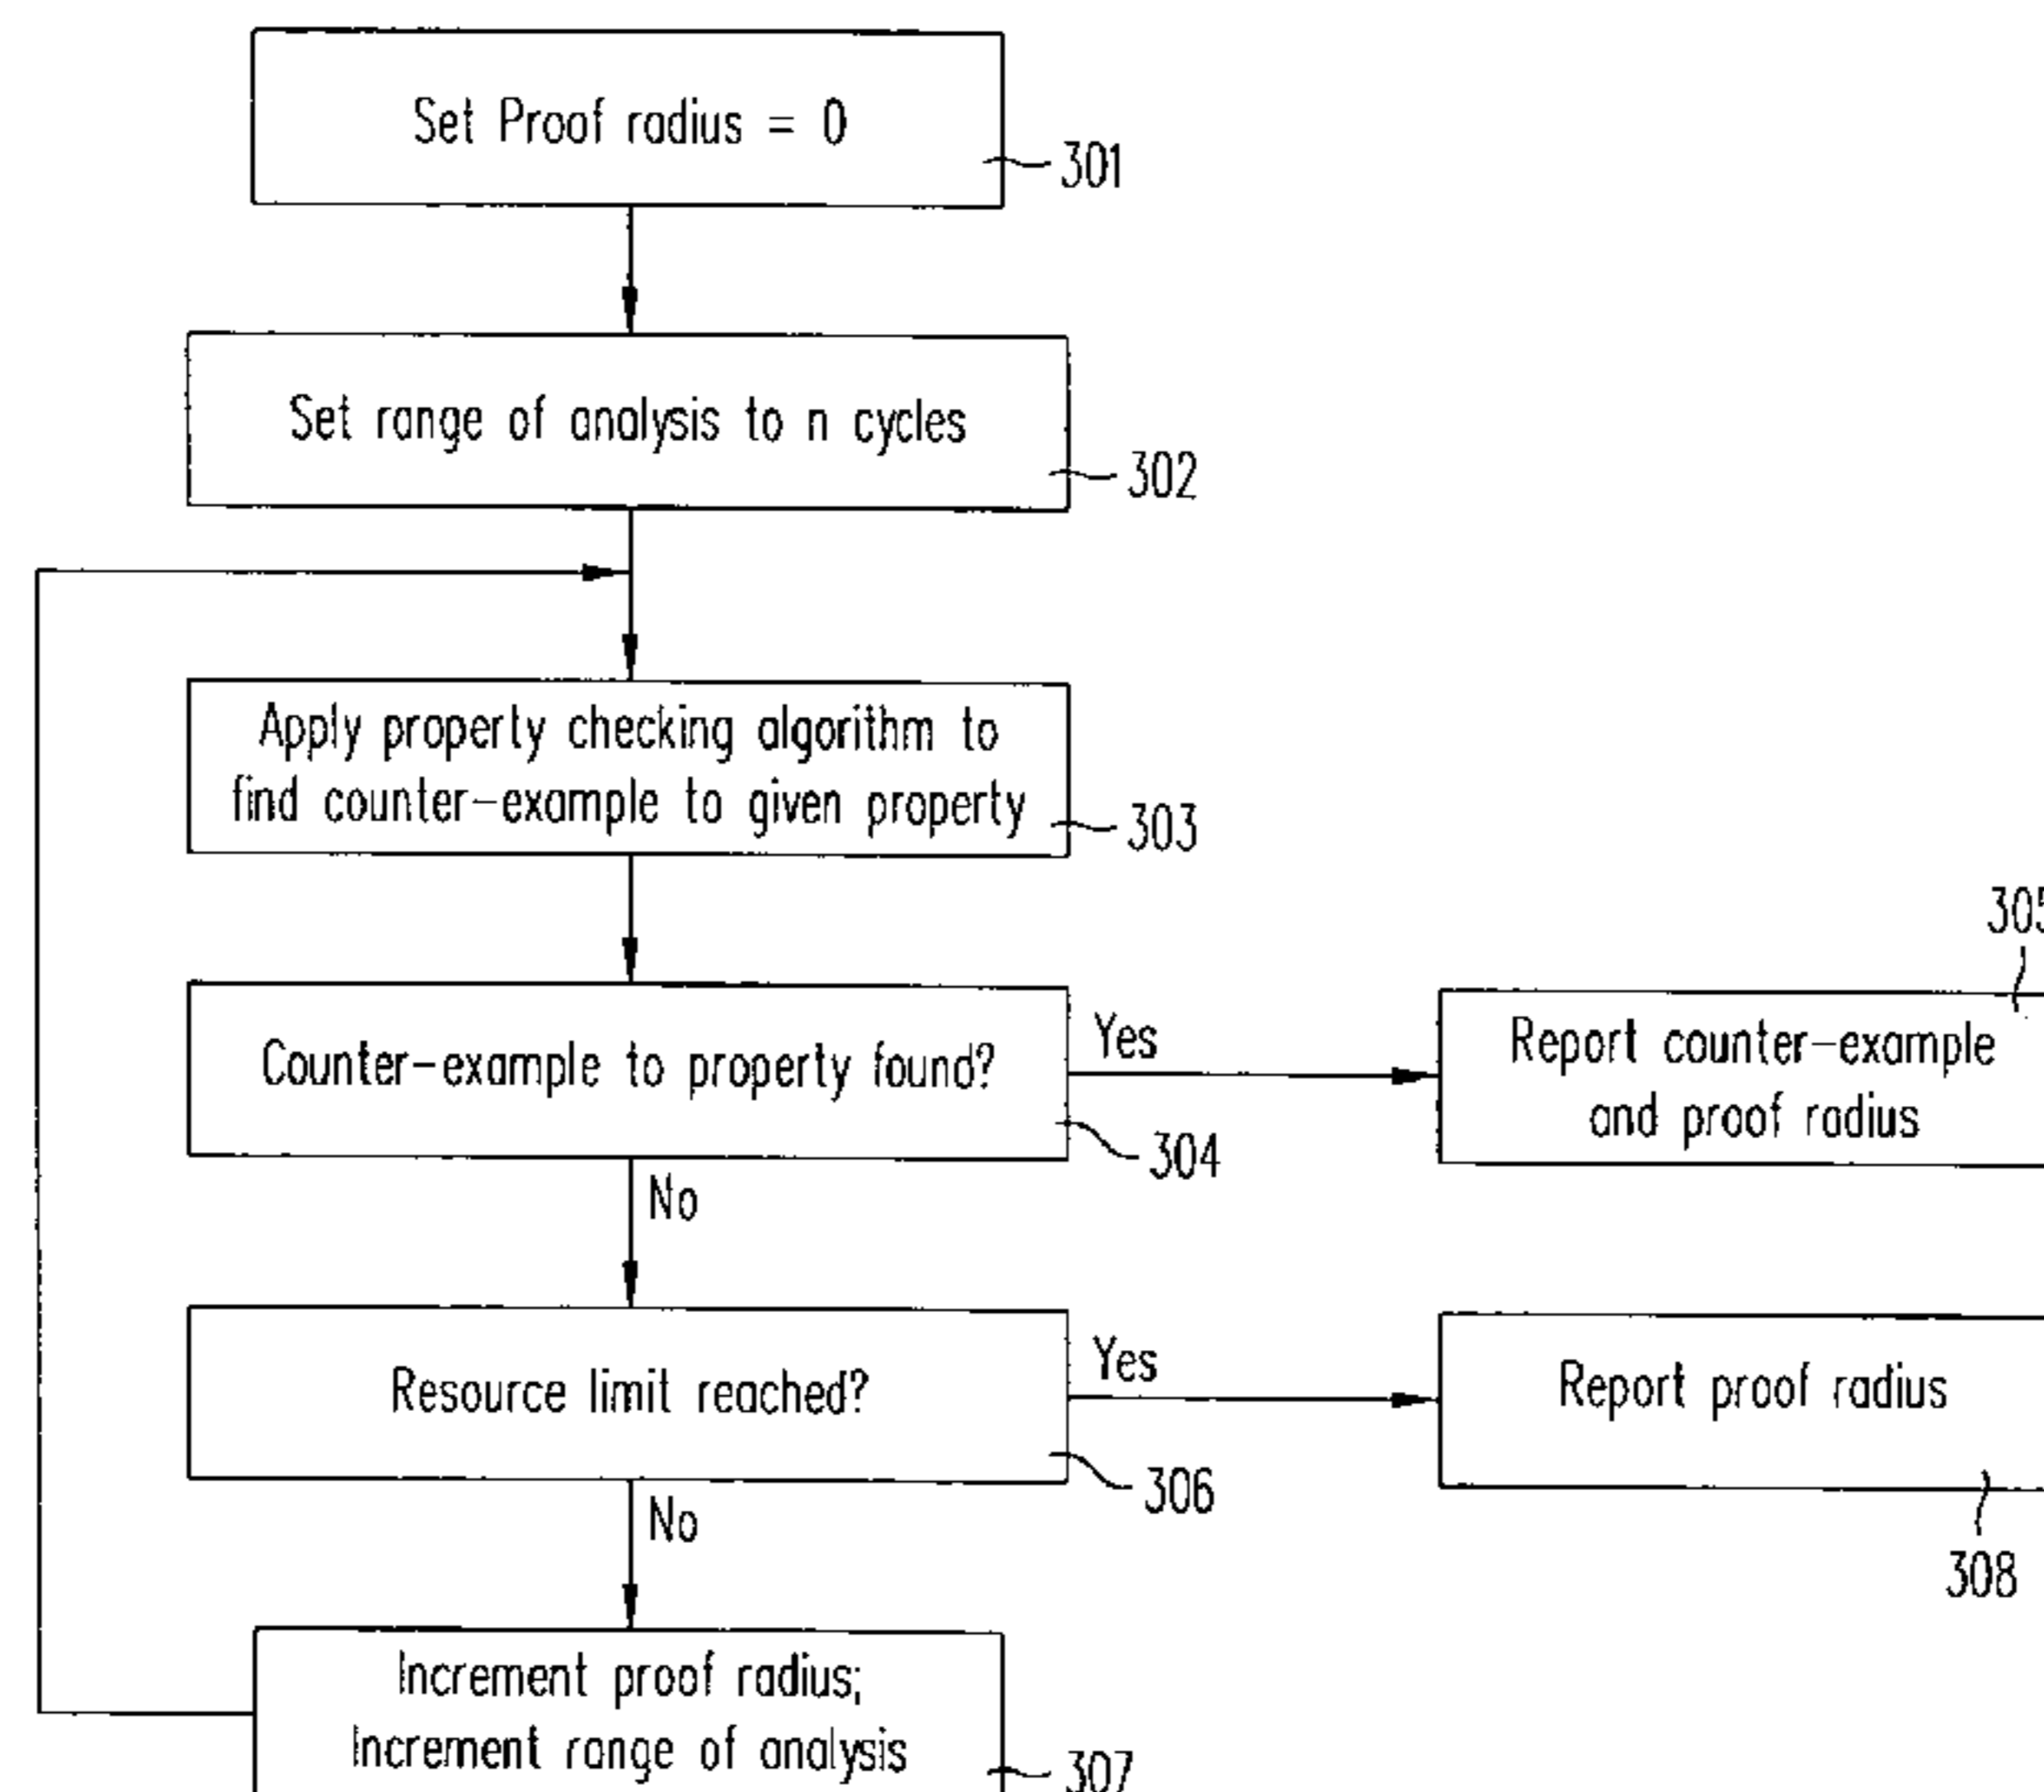 Set Proof radius = 0
301
Set range of analysis to n cycles
302
Apply property checking algorithm to
find counter-example to given property
303
305
Counter-example to property found?
Yes
Report counter-example
and proof radius
304
No
Resource limit reached?
Yes
Report proof radius
306
No
308
Increment proof radius;
Increment range of analysis
307